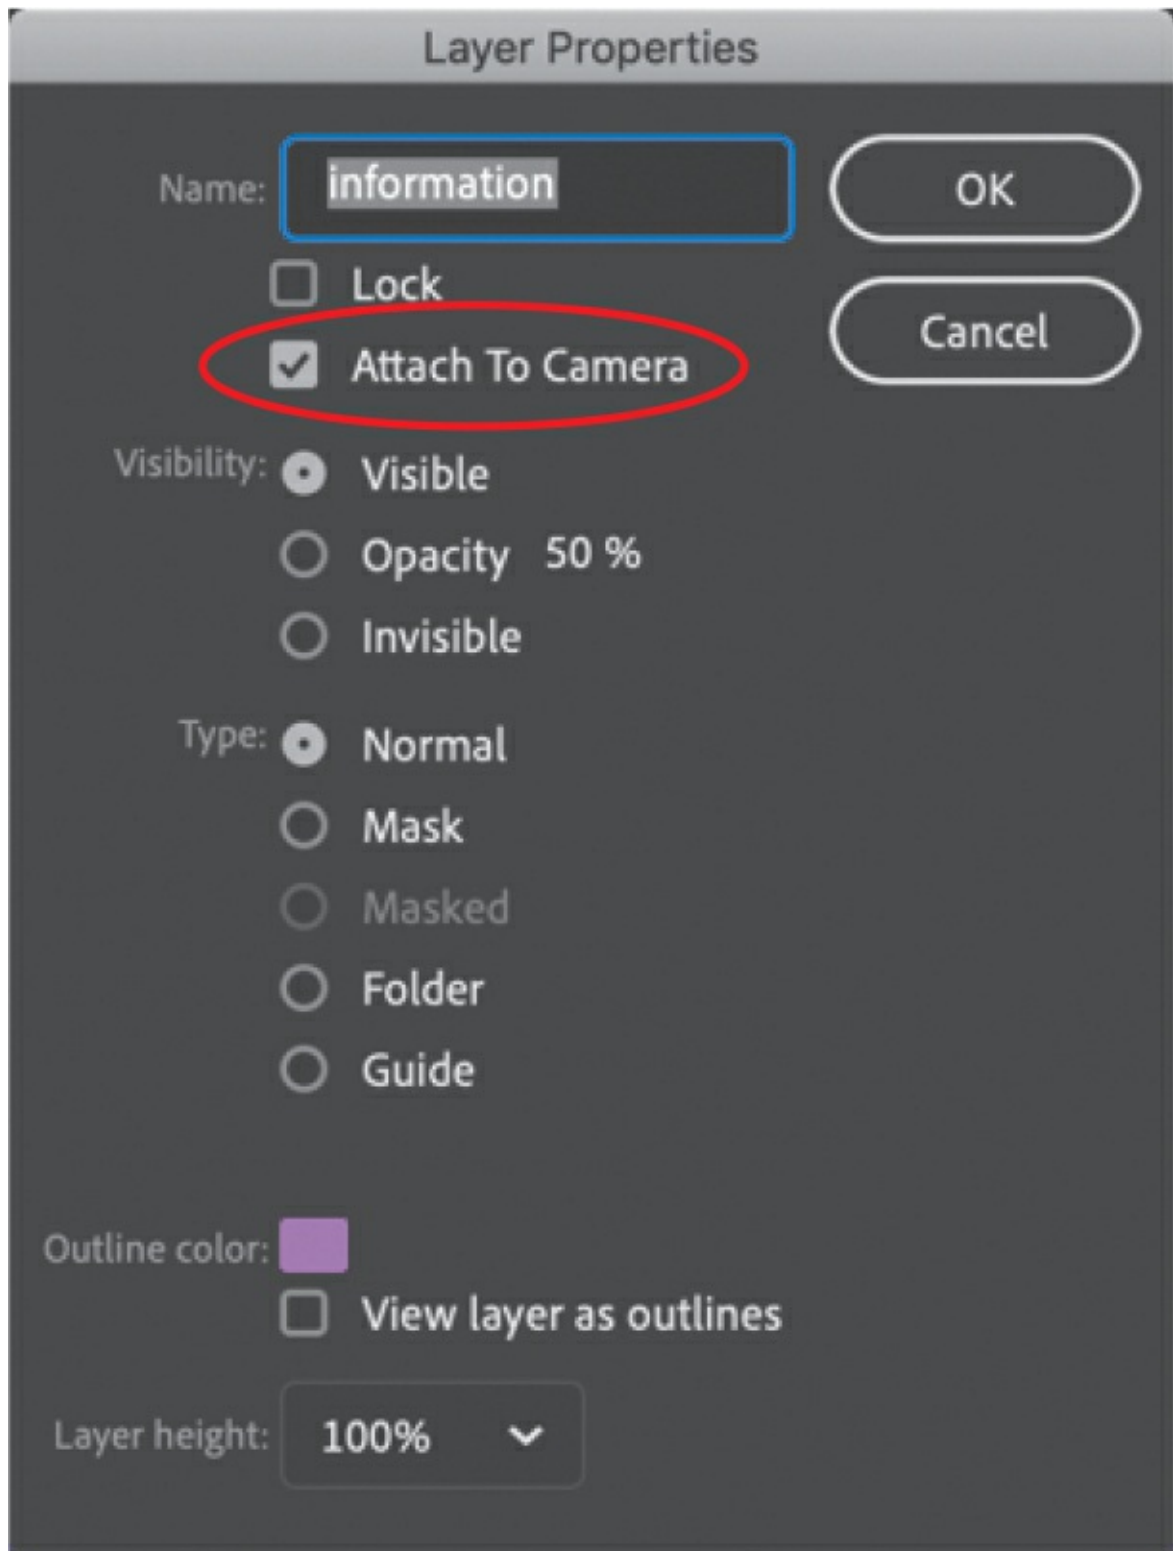 Layer Properties
Name: information
OK
Lock
Cancel
Attach To Camera
Visibility: Visible
Opacity 50 %
Invisible
Type: Normal
Mask
Masked
Folder
Guide
Outline color:
View layer as outlines
Layer height: 100%